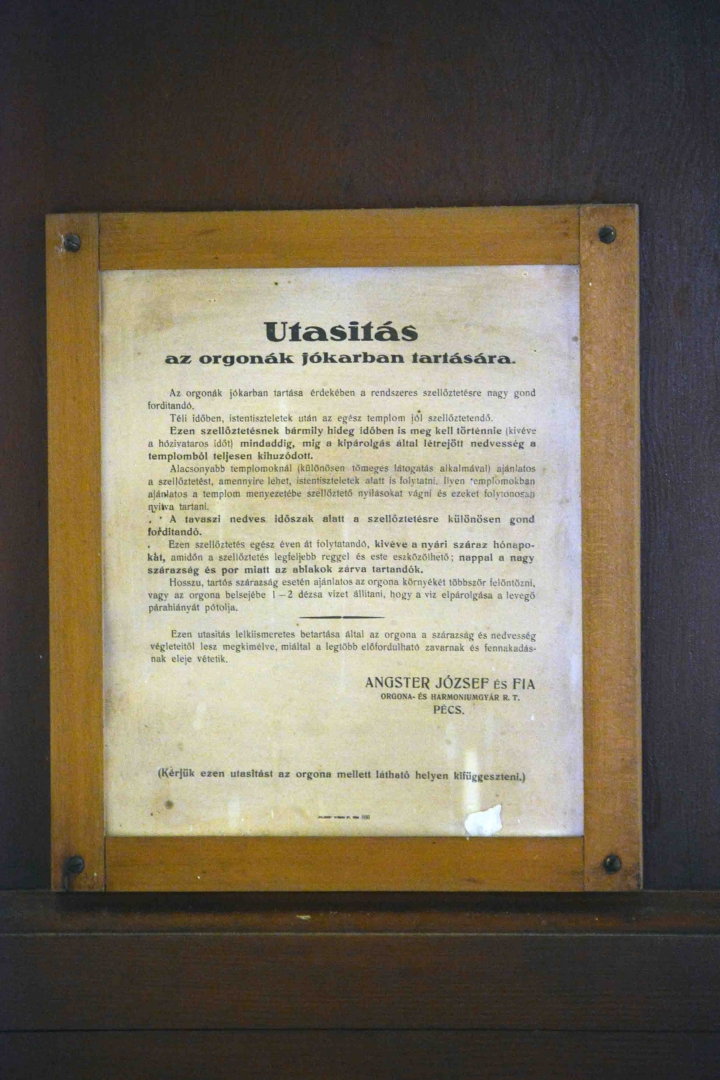 Utasitás
az orgonák jókarban tartására.
Az orgonák jókarban tartása érdekében a rendszeres szellőztetésre nagy gond
forditandó.
Téli időben, istentiszteletek után az egész templom jól szellőztetendő.
Ezen szellőztetésnek bármily hideg időben is meg kell történnie (kivéve
a hózivataros időt) mindaddig, mig a kipárolgás által létrejött nedvesség a
templomból teljesen kihuzódott.
Alacsonyabb templomoknál (különösen tömeges látogatás alkalmával) ajánlatos
a szellőztetést, amennyire lehet, istentiszteletek alatt is folytatni. Ilyen templomokban
ajánlatos a templom menyezetébe szellőztető nyilásokat vágni és ezeket folytonosan
nyitva tartani.
A tavaszi nedves időszak alatt a szellőztetésre különösen gond
forditandó.
Ezen szellőztetés egész éven át folytatandó, kivéve a nyári száraz hónapo-
kat, amidőn a szellőztetés legfeljebb reggel és este eszközölhető; nappal a nagy
szárazság és por miatt az ablakok zárva tartandók.
Hosszu, tartós szárazság esetén ajánlatos az orgona környékét többször felöntözni,
vagy az orgona belsejébe 1—2 dézsa vizet állitani, hogy a viz elpárolgása a levegő
párahiányát pótolja.
Ezen utasitás lelkiismeretes betartása által az orgona a szárazság és nedvesség
végleteitől lesz megkimélve, miáltal a legtöbb előfordulható zavarnak és fennakadás-
nak eleje vétetik.
ANGSTER JÓZSEF ÉS FIA
ORGONA- ÉS HARMONIUMGYÁR R. T.
PÉCS.
(Kérjük ezen utasitást az orgona mellett látható helyen kifüggeszteni.)